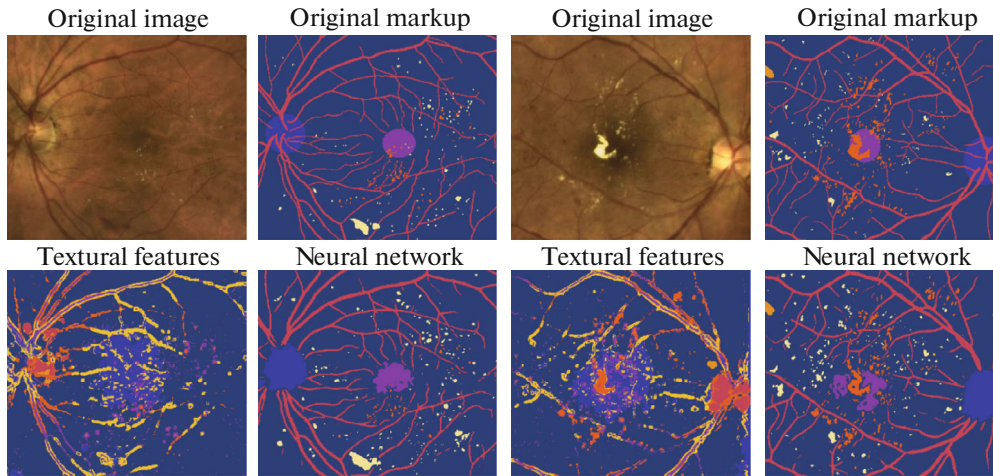 Original image
Original markup
Original image
Original markup
Textural features
Neural network
Textural features
Neural network